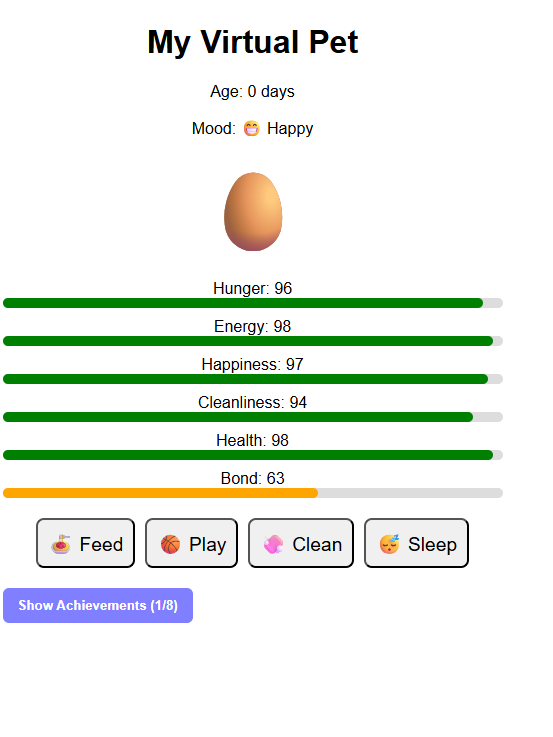 My Virtual Pet
Age: 0 days
Mood: 😁 Happy
Hunger: 96
Energy: 98
Happiness: 97
Cleanliness: 94
Health: 98
Bond: 63
Feed Play Clean Sleep
Show Achievements (1/8)